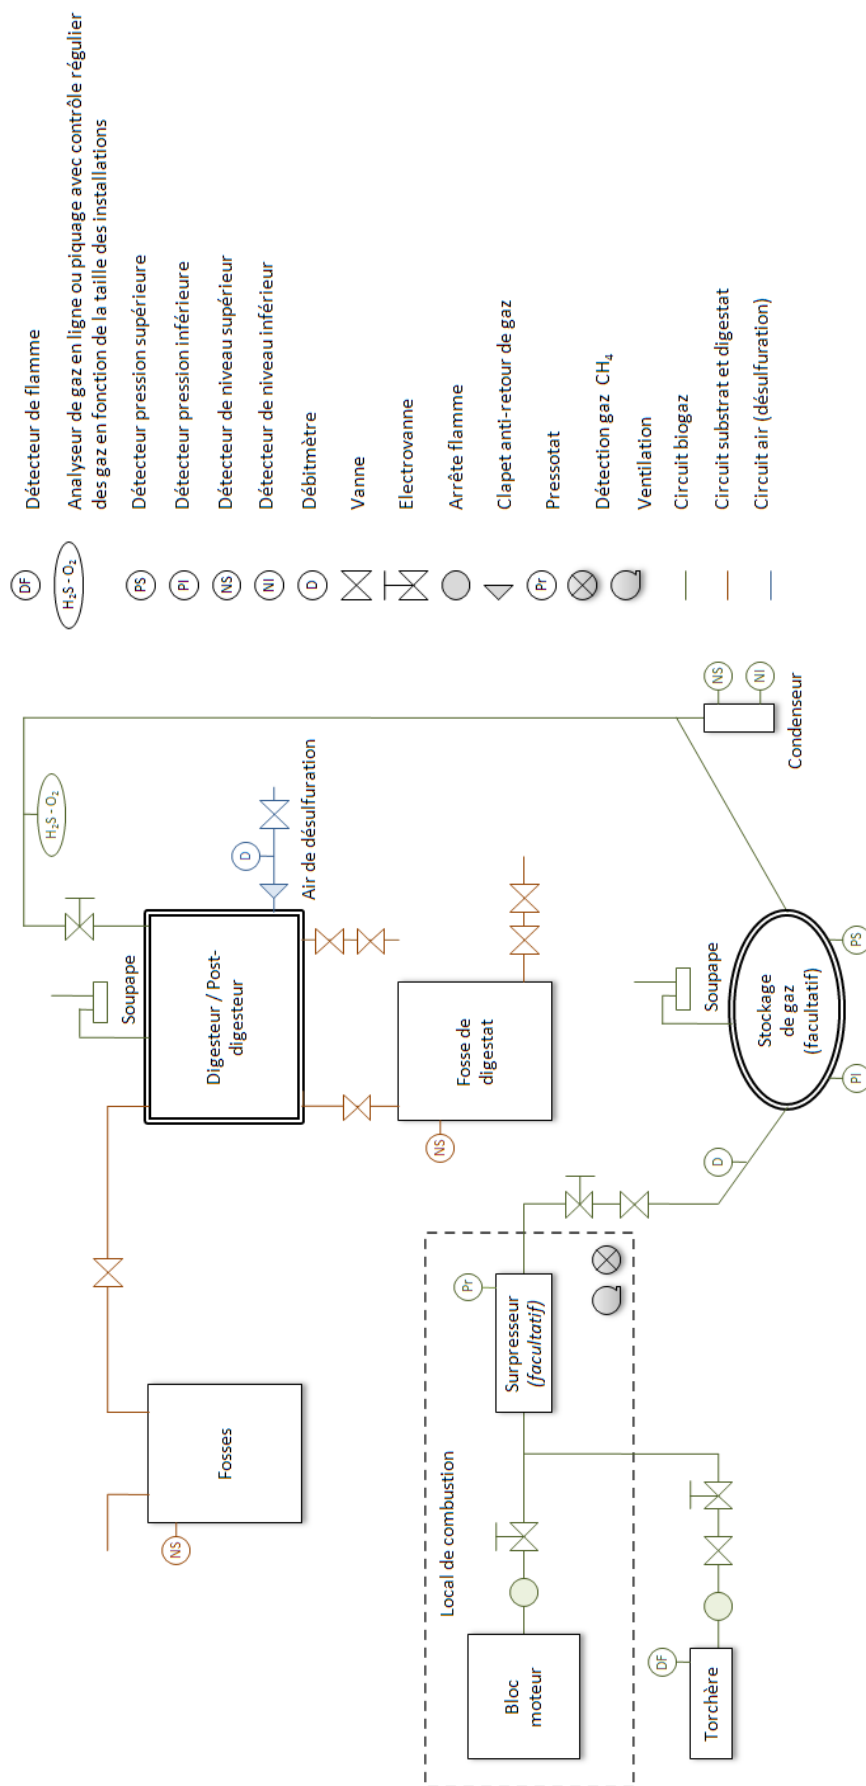 H₂S - O₂
Soupape
NS
Fosses
Digesteur / Post-
digesteur
D
Air de désulfuration
NS
Fosse de
digestat
Local de combustion
Pr
Surpresseur
(facultatif)
Bloc
moteur
DF
Torchère
D
Soupape
Stockage
de gaz
(facultatif)
PI
PS
NS
NI
Condenseur
DF Détecteur de flamme
H₂S - O₂ Analyseur de gaz en ligne ou piquage avec contrôle régulier
des gaz en fonction de la taille des installations
PS Détecteur pression supérieure
PI Détecteur pression inférieure
NS Détecteur de niveau supérieur
NI Détecteur de niveau inférieur
D Débitmètre
Vanne
Electrovanne
Arrête flamme
Clapet anti-retour de gaz
Pr Pressotat
Détection gaz CH₄
Ventilation
Circuit biogaz
Circuit substrat et digestat
Circuit air (désulfuration)